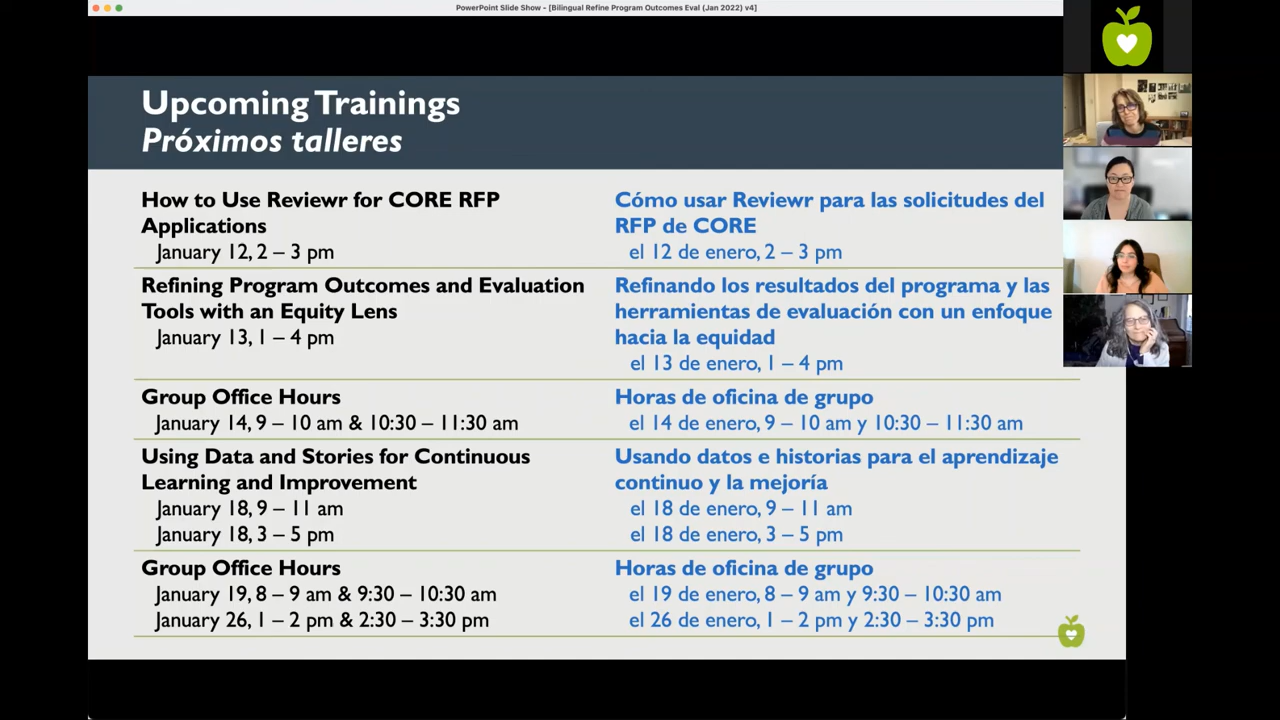 PowerPoint Slide Show - [Bilingual Refine Program Outcomes Eval (Jan 2022) v4]
Upcoming Trainings
Próximos talleres
How to Use Reviewr for CORE RFP
Applications
January 12, 2 – 3 pm
Cómo usar Reviewr para las solicitudes del
RFP de CORE
el 12 de enero, 2 – 3 pm
Refining Program Outcomes and Evaluation
Tools with an Equity Lens
January 13, 1 – 4 pm
Refinando los resultados del programa y las
herramientas de evaluación con un enfoque
hacia la equidad
el 13 de enero, 1 – 4 pm
Group Office Hours
January 14, 9 – 10 am & 10:30 – 11:30 am
Horas de oficina de grupo
el 14 de enero, 9 – 10 am y 10:30 – 11:30 am
Using Data and Stories for Continuous
Learning and Improvement
January 18, 9 – 11 am
January 18, 3 – 5 pm
Usando datos e historias para el aprendizaje
continuo y la mejoría
el 18 de enero, 9 – 11 am
el 18 de enero, 3 – 5 pm
Group Office Hours
January 19, 8 – 9 am & 9:30 – 10:30 am
January 26, 1 – 2 pm & 2:30 – 3:30 pm
Horas de oficina de grupo
el 19 de enero, 8 – 9 am y 9:30 – 10:30 am
el 26 de enero, 1 – 2 pm y 2:30 – 3:30 pm